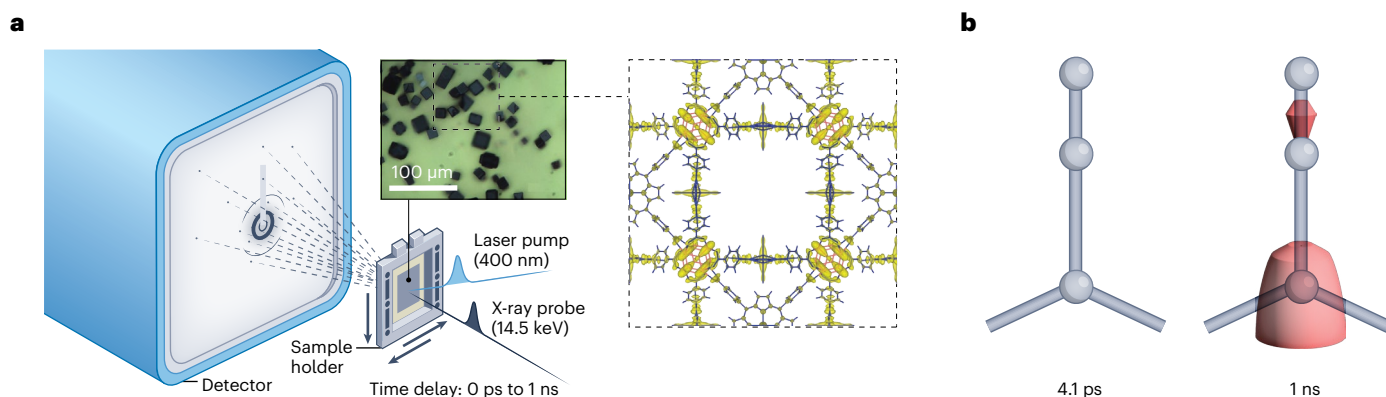 a
b
100 µm
Laser pump
(400 nm)
X-ray probe
(14.5 keV)
Sample
holder
Detector
Time delay: 0 ps to 1 ns
4.1 ps
1 ns